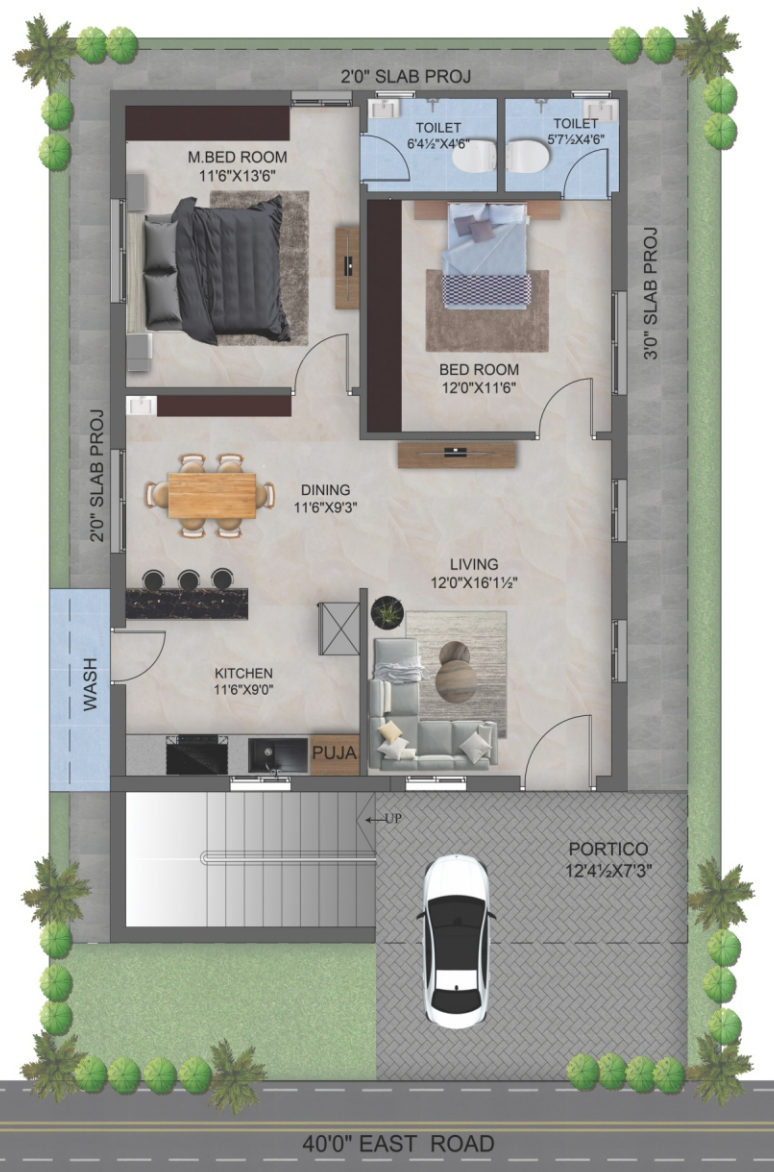 2'0" SLAB PROJ
TOILET
6'4½"X4'6"
TOILET
5'7½X4'6"
M.BED ROOM
11'6"X13'6"
3'0" SLAB PROJ
BED ROOM
12'0"X11'6"
2'0" SLAB PROJ
DINING
11'6"X9'3"
LIVING
12'0"X16'1½"
WASH
KITCHEN
11'6"X9'0"
PUJA
UP
PORTICO
12'4½X7'3"
40'0" EAST ROAD